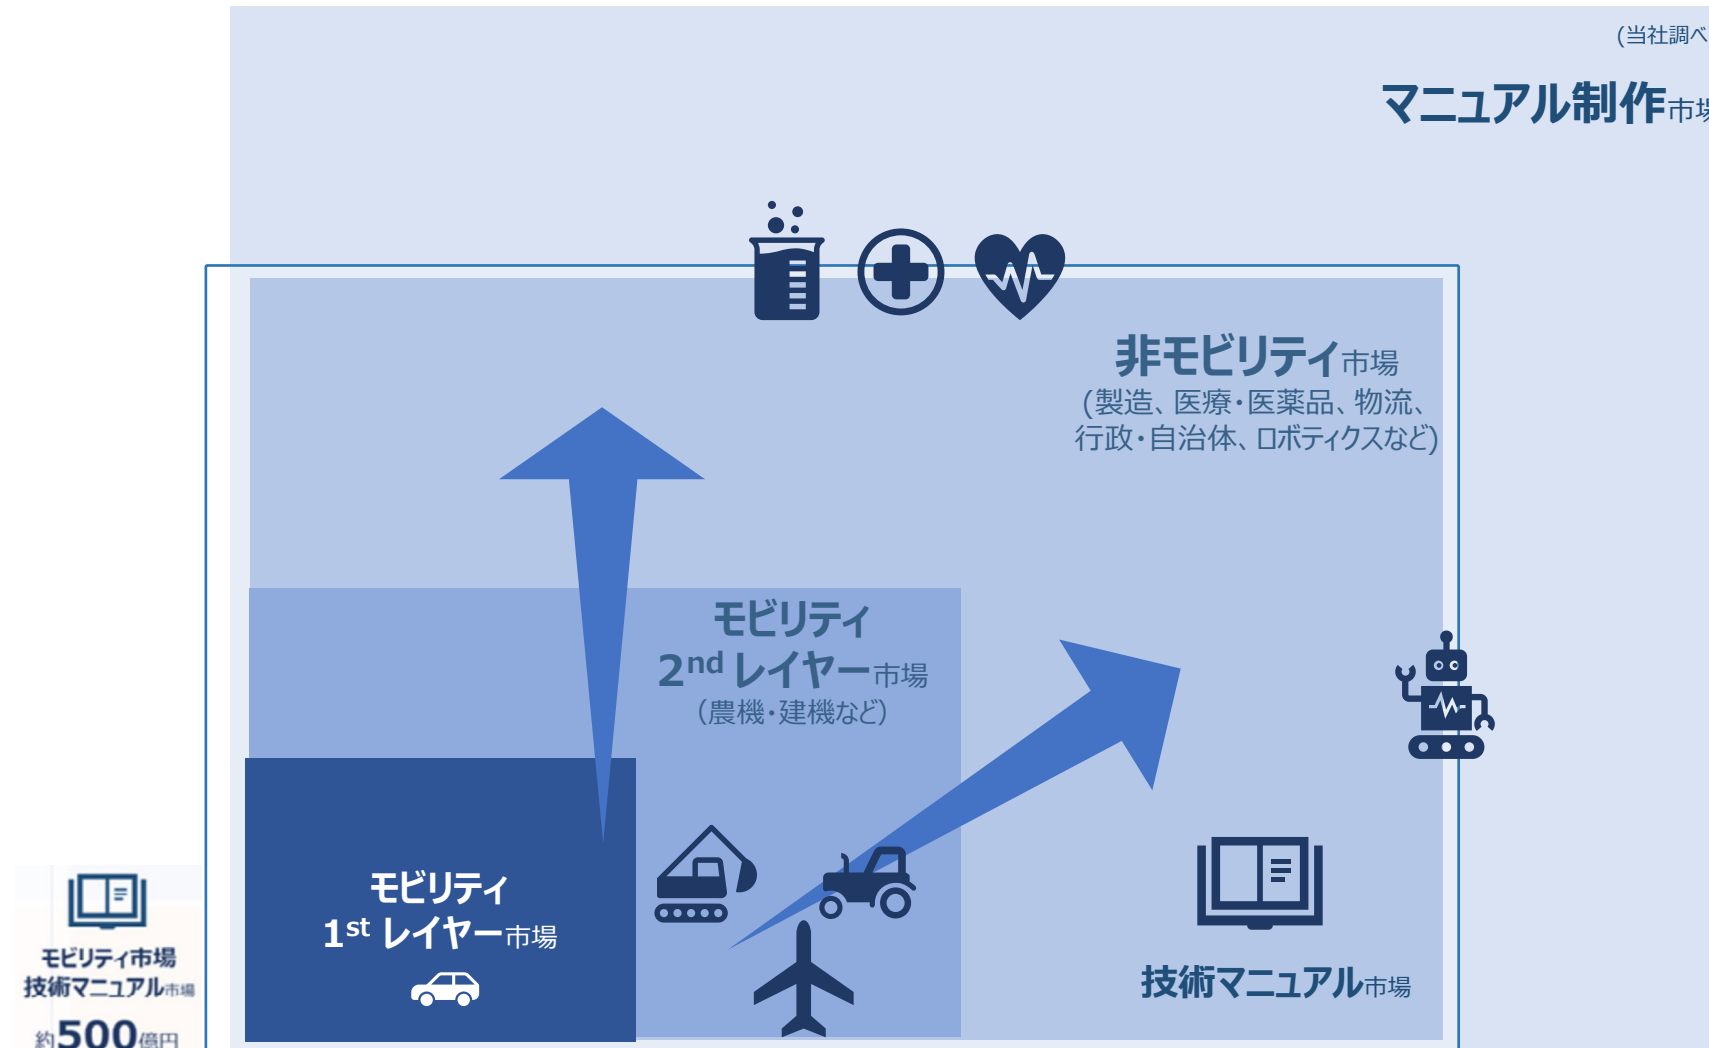 (当社調べ
マニュアル制作市場
非モビリティ市場
(製造、医療・医薬品、物流、
行政・自治体、ロボティクスなど)
モビリティ
2nd レイヤー市場
(農機・建機など)
モビリティ
1st レイヤー市場
技術マニュアル市場
モビリティ市場
技術マニュアル市場
約500億円